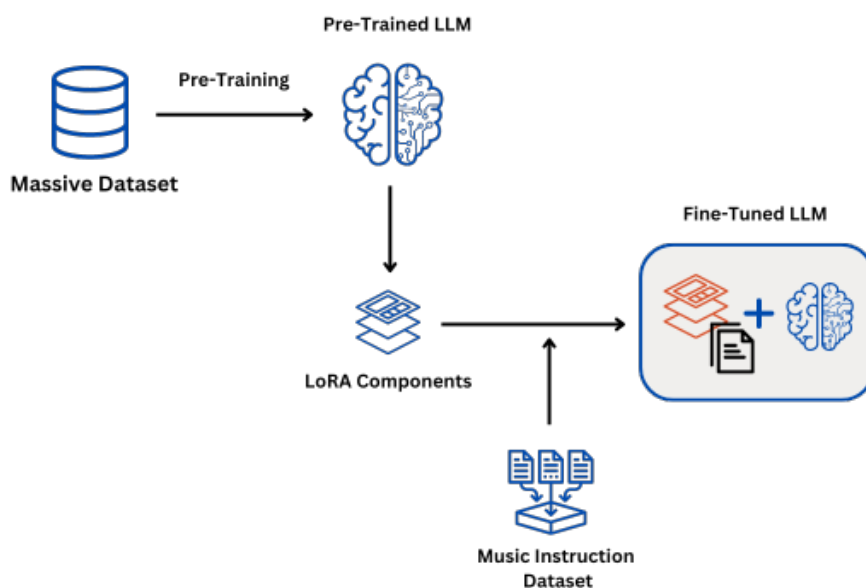 Pre-Trained LLM
Pre-Training
Massive Dataset
Fine-Tuned LLM
LoRA Components
Music Instruction
Dataset